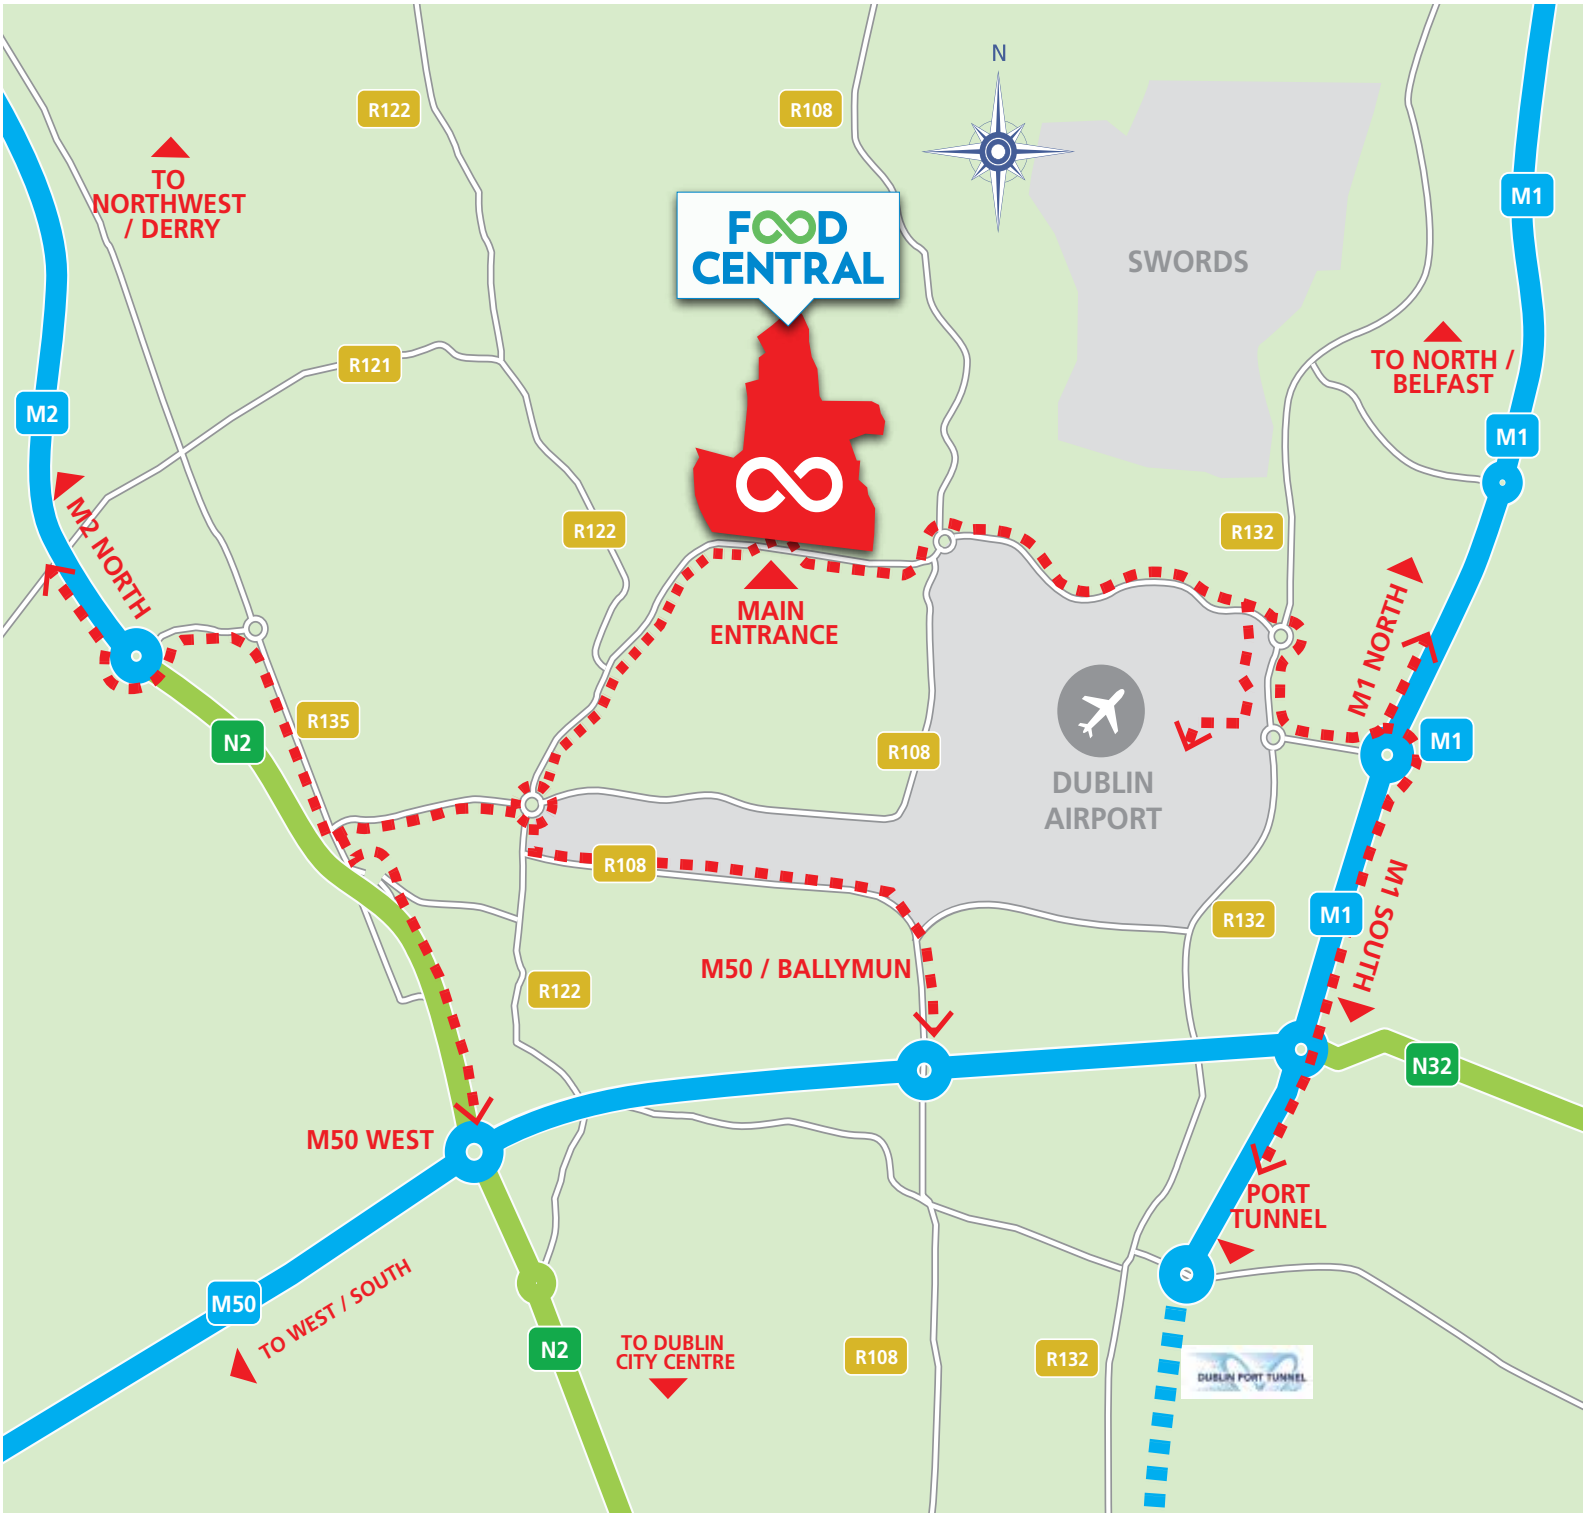 N
R122
R108
TO
NORTHWEST
/ DERRY
M1
FOOD
CENTRAL
SWORDS
R121
TO NORTH /
BELFAST
M2
M1
M2 NORTH
R122
R132
MAIN
ENTRANCE
M1 NORTH
R135
N2
R108
M1
DUBLIN
AIRPORT
R108
M1 SOUTH
M1
R132
M50 / BALLYMUN
R122
N32
M50 WEST
PORT
TUNNEL
M50
TO WEST / SOUTH
N2
TO DUBLIN
CITY CENTRE
R108
R132
DUBLIN PORT TUNNEL